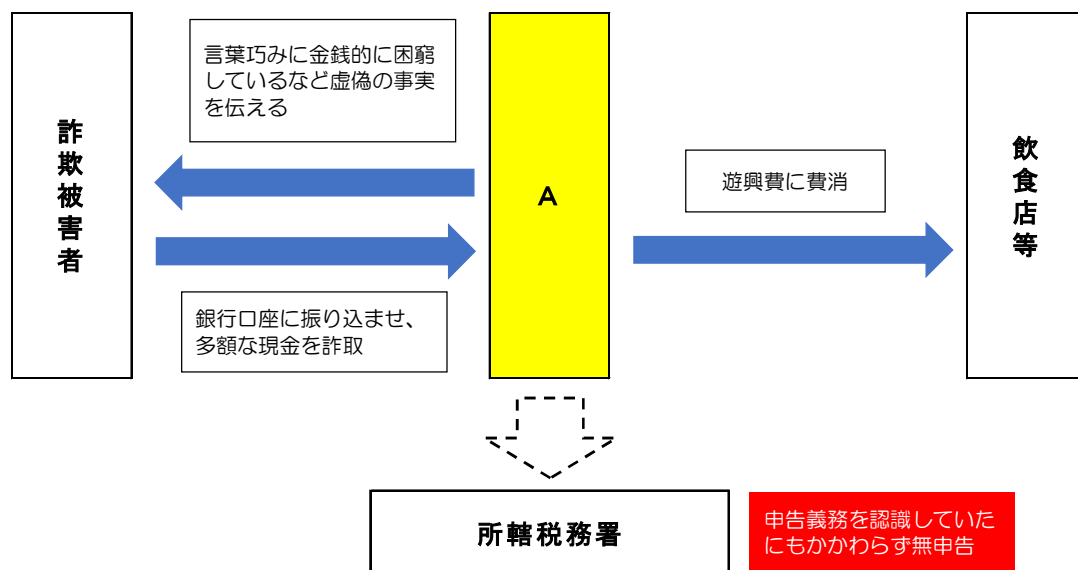 詐欺被害者
言葉巧みに金銭的に困窮
しているなど虚偽の事実
を伝える
銀行口座に振り込ませ、
多額な現金を詐取
A
遊興費に費消
飲食店等
所轄税務署
申告義務を認識していた
にもかかわらず無申告